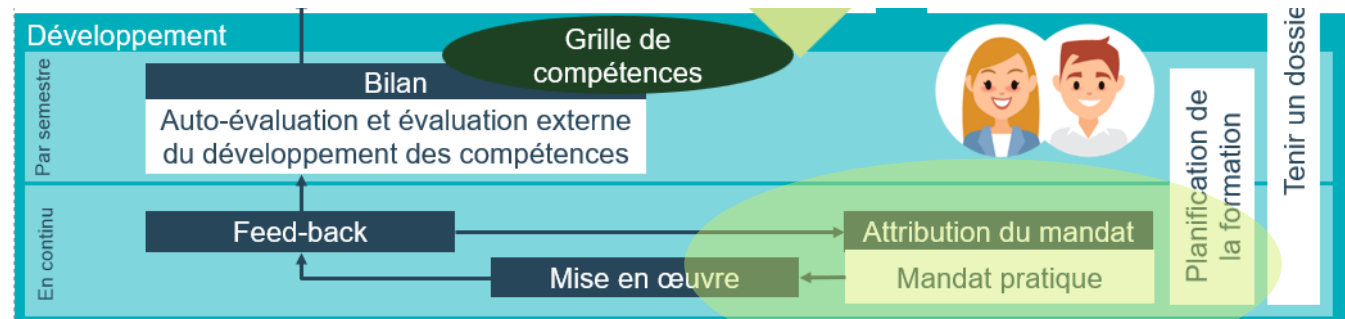 Développement
Grille de
compétences
Par semestre
Bilan
Auto-évaluation et évaluation externe
du développement des compétences
Planification de
la formation
Tenir un dossie
En continu
Feed-back
Attribution du mandat
Mise en œuvre
Mandat pratique